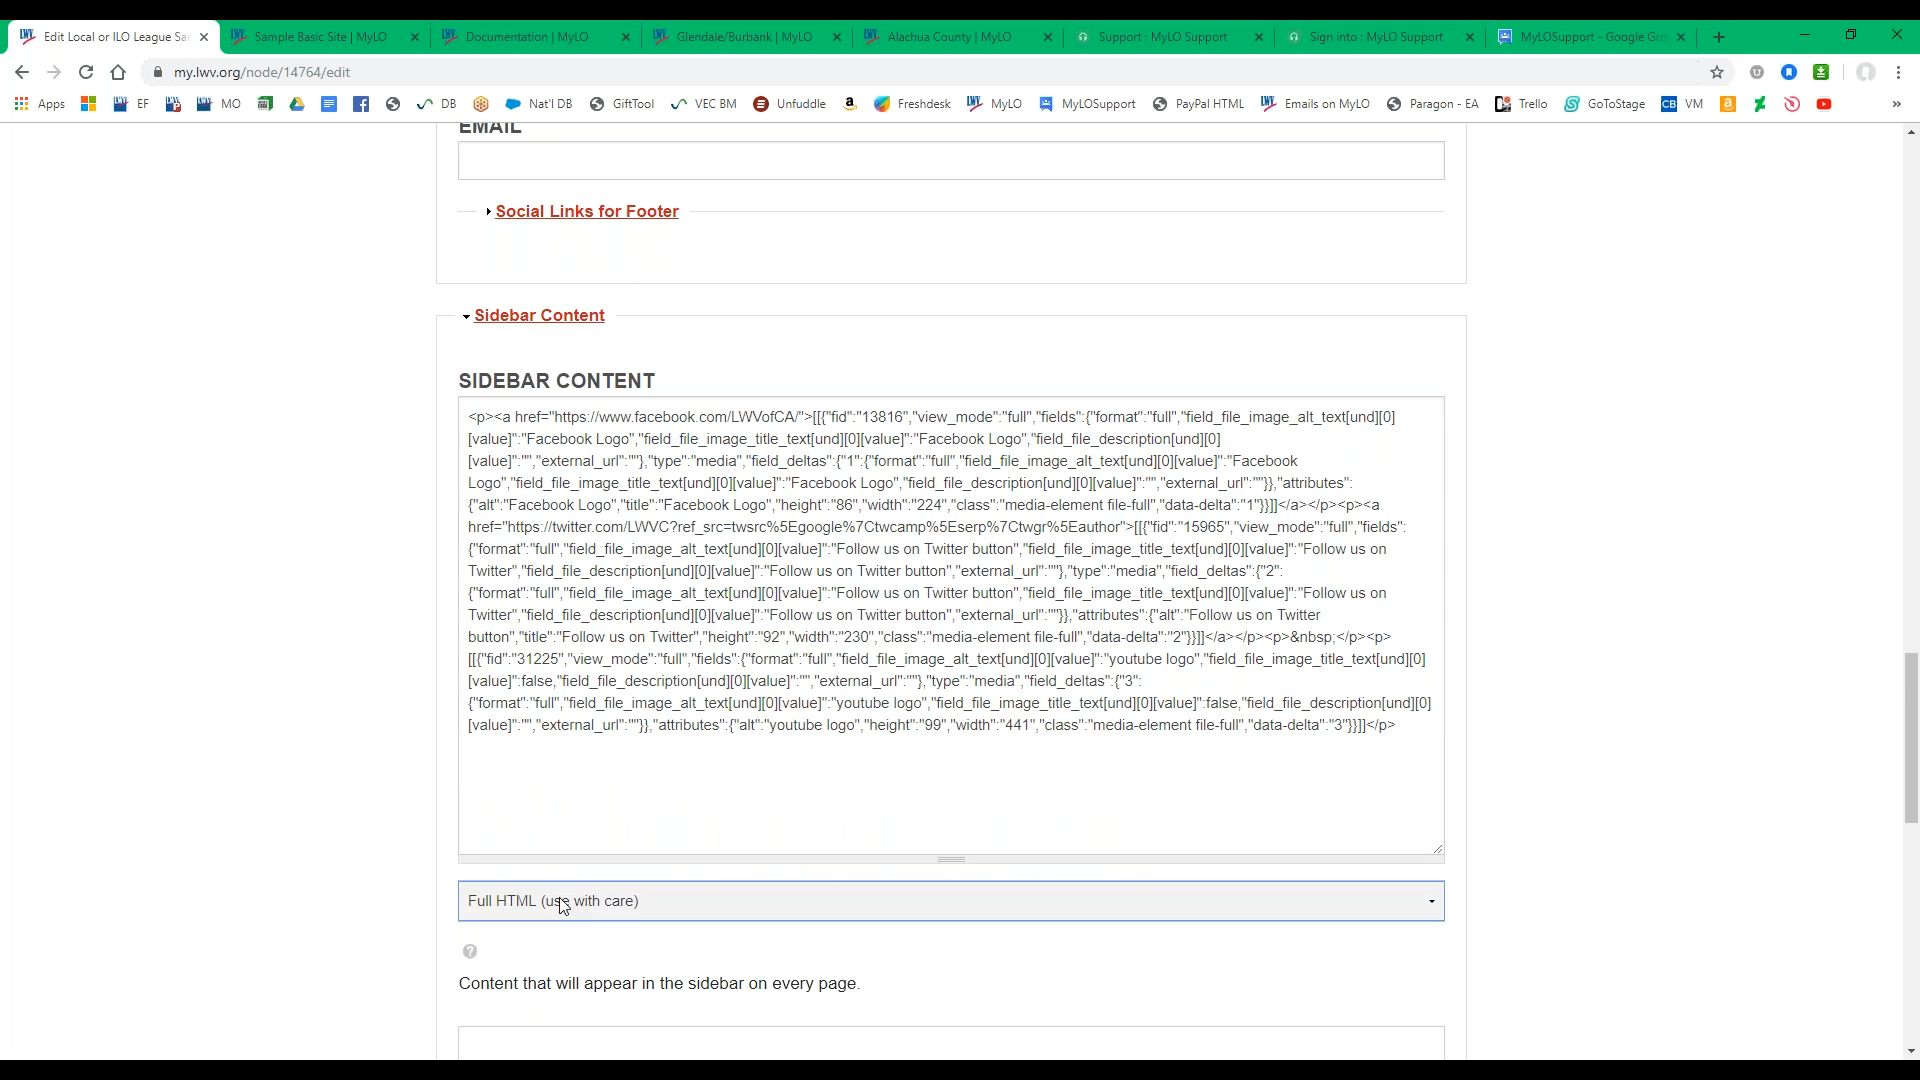 Edit Local or ILO League Sa
Sample Basic Site | MyLO
Documentation | MyLO
Glendale/Burbank | MyLO
Alachua County | MyLO
Support : MyLO Support
Sign into : MyLO Support
MyLOSupport - Google Gro
my.lwv.org/node/14764/edit
Apps
EF
MO
DB
Nat'l DB
GiftTool
VEC BM
Unfuddle
Freshdesk
MyLO
MyLOSupport
PayPal HTML
Emails on MyLO
Paragon - EA
Trello
GoToStage
CB VM
»
EMAIL
Social Links for Footer
Sidebar Content
SIDEBAR CONTENT
<p><a href="https://www.facebook.com/LWVofCA/">[[{"fid":"13816","view_mode":"full","fields":{"format":"full","field_file_image_alt_text[und][0]
[value]":"Facebook Logo","field_file_image_title_text[und][0][value]":"Facebook Logo","field_file_description[und][0]
[value]":"","external_url":""},"type":"media","field_deltas":{"1":{"format":"full","field_file_image_alt_text[und][0][value]":"Facebook
Logo","field_file_image_title_text[und][0][value]":"Facebook Logo","field_file_description[und][0][value]":"","external_url":""}},"attributes":
{"alt":"Facebook Logo","title":"Facebook Logo","height":"86","width":"224","class":"media-element file-full","data-delta":"1"}}]]</a></p><p><a
href="https://twitter.com/LWVC?ref_src=twsrc%5Egoogle%7Ctwcamp%5Eserp%7Ctwgr%5Eauthor">[[{"fid":"15965","view_mode":"full","fields":
{"format":"full","field_file_image_alt_text[und][0][value]":"Follow us on Twitter button","field_file_image_title_text[und][0][value]":"Follow us on
Twitter","field_file_description[und][0][value]":"Follow us on Twitter button","external_url":""},"type":"media","field_deltas":{"2":
{"format":"full","field_file_image_alt_text[und][0][value]":"Follow us on Twitter button","field_file_image_title_text[und][0][value]":"Follow us on
Twitter","field_file_description[und][0][value]":"Follow us on Twitter button","external_url":""}},"attributes":{"alt":"Follow us on Twitter
button","title":"Follow us on Twitter","height":"92","width":"230","class":"media-element file-full","data-delta":"2"}}]]</a></p><p>&nbsp;</p><p>
[[{"fid":"31225","view_mode":"full","fields":{"format":"full","field_file_image_alt_text[und][0][value]":"youtube logo","field_file_image_title_text[und][0]
[value]":false,"field_file_description[und][0][value]":"","external_url":""},"type":"media","field_deltas":{"3":
{"format":"full","field_file_image_alt_text[und][0][value]":"youtube logo","field_file_image_title_text[und][0][value]":false,"field_file_description[und][0]
[value]":"","external_url":""}},"attributes":{"alt":"youtube logo","height":"99","width":"441","class":"media-element file-full","data-delta":"3"}}]]</p>
Full HTML (use with care)
?
Content that will appear in the sidebar on every page.